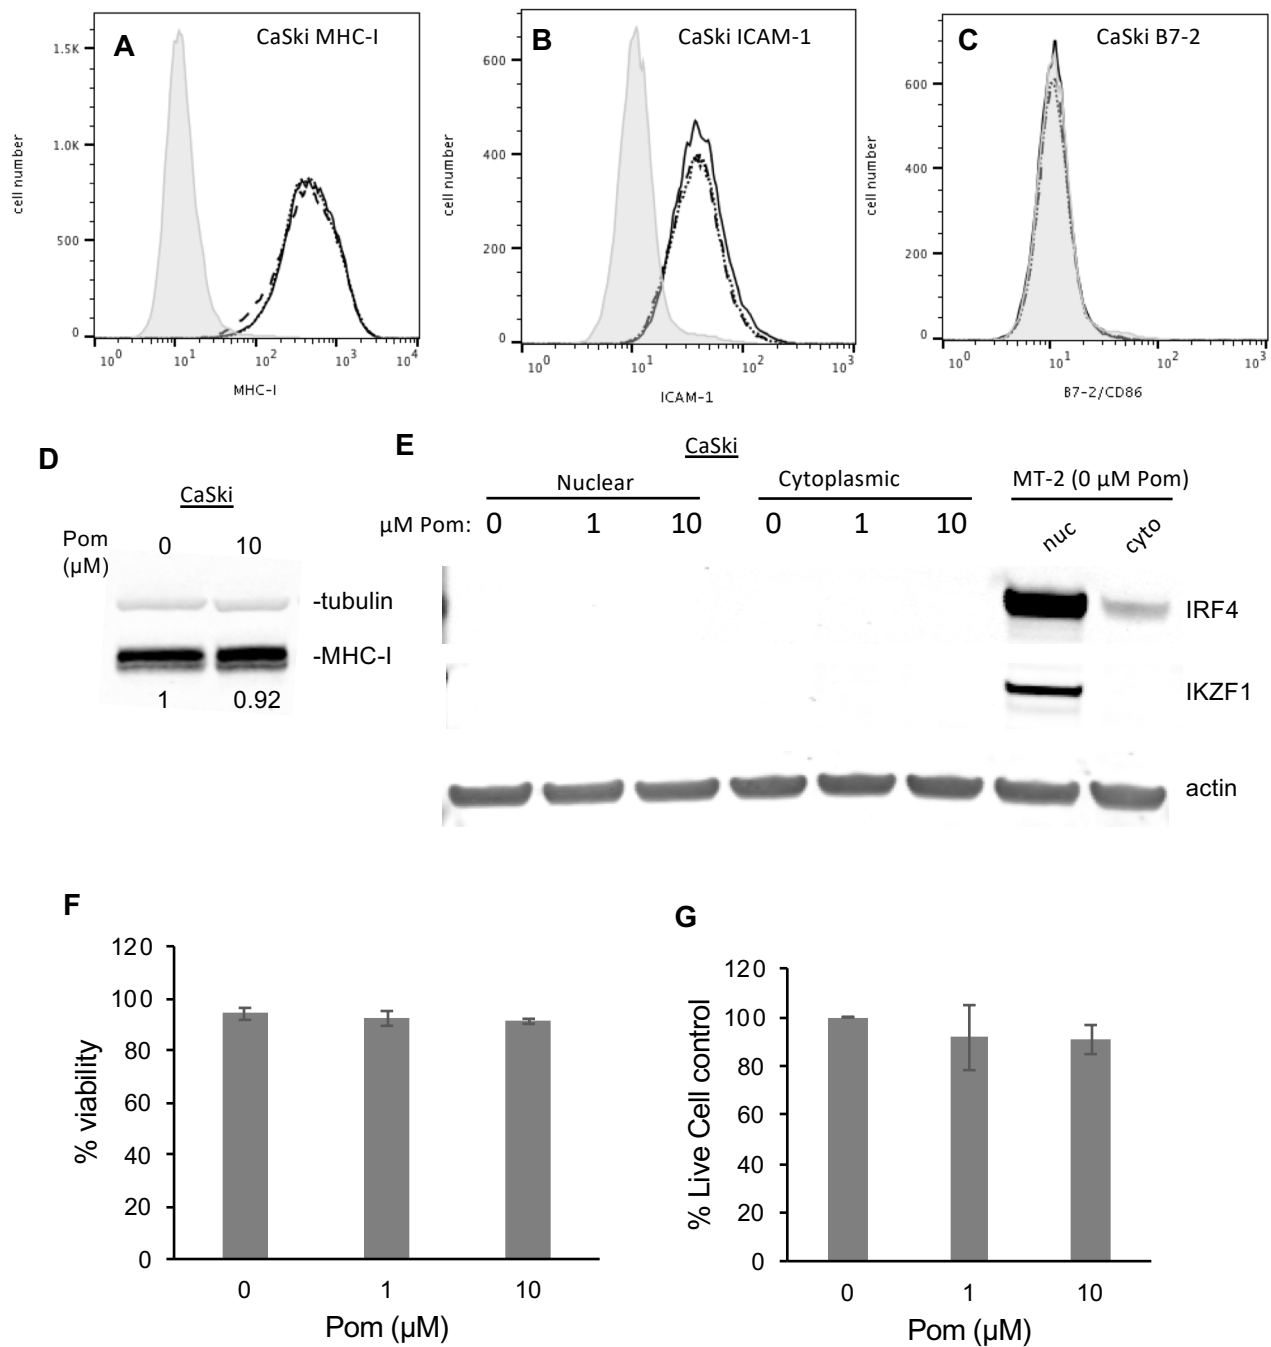 A
CaSki MHC-I
cell number
1.5K
1.0K
500
0
10^0
10^1
10^2
10^3
10^4
MHC-I
B
CaSki ICAM-1
cell number
600
400
200
0
10^0
10^1
10^2
10^3
ICAM-1
C
CaSki B7-2
cell number
600
400
200
0
10^0
10^1
10^2
10^3
B7-2/CD86
D
CaSki
Pom
(µM)
0
10
-tubulin
-MHC-I
1
0.92
E
CaSki
Nuclear
Cytoplasmic
MT-2 (0 µM Pom)
µM Pom: 0 1 10 0 1 10
nuc
cyto
IRF4
IKZF1
actin
F
% viability
120
100
80
60
40
20
0
0 1 10
Pom (µM)
G
% Live Cell control
120
100
80
60
40
20
0
0 1 10
Pom (µM)